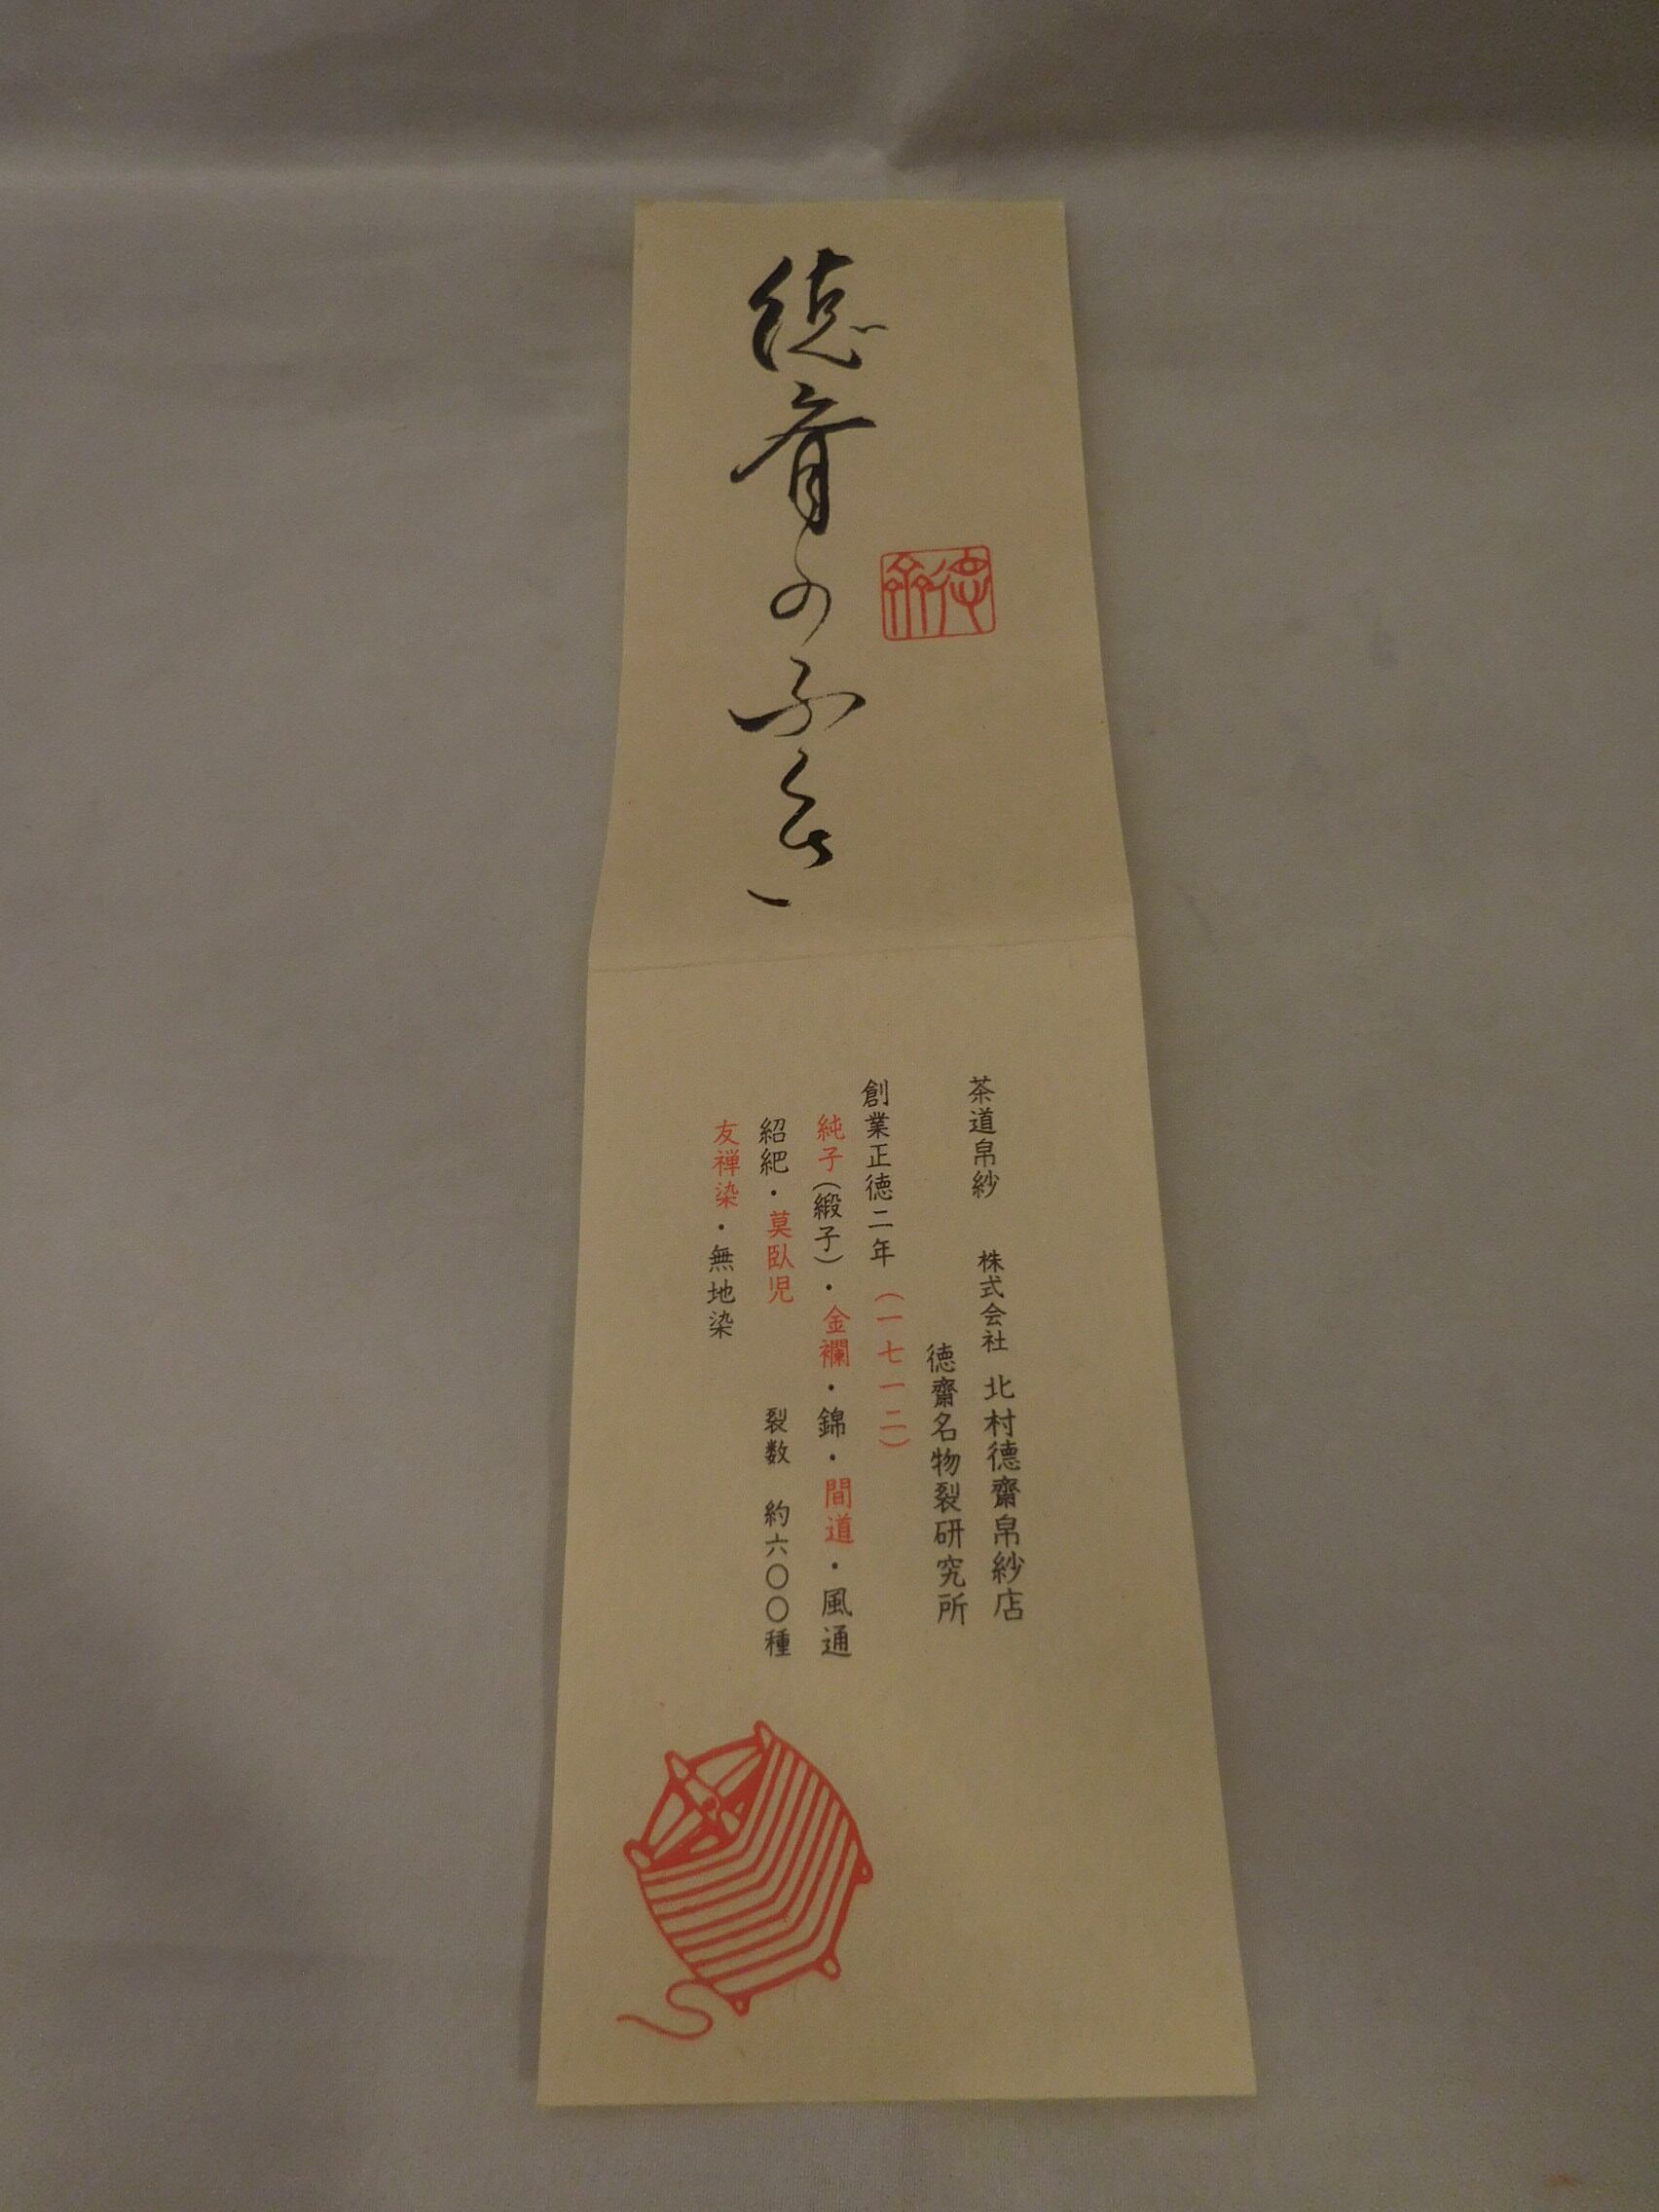 徳斎のふくさ
茶道帛紗 株式会社 北村德齋帛紗店
徳齋名物裂研究所
創業正徳二年(一七一二)
純子(緞子)・金襴・錦・間道・風通
紹紦・莫臥児 裂数 約六〇〇種
友禅染・無地染